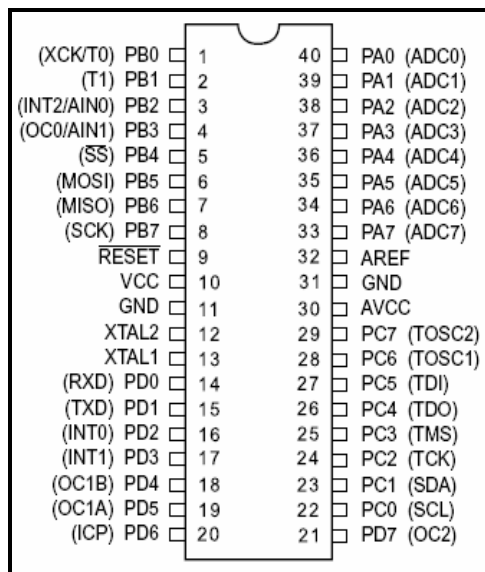 (XCK/T0) PB0 1 40 PA0 (ADC0)
(T1) PB1 2 39 PA1 (ADC1)
(INT2/AIN0) PB2 3 38 PA2 (ADC2)
(OC0/AIN1) PB3 4 37 PA3 (ADC3)
(SS) PB4 5 36 PA4 (ADC4)
(MOSI) PB5 6 35 PA5 (ADC5)
(MISO) PB6 7 34 PA6 (ADC6)
(SCK) PB7 8 33 PA7 (ADC7)
RESET 9 32 AREF
VCC 10 31 GND
GND 11 30 AVCC
XTAL2 12 29 PC7 (TOSC2)
XTAL1 13 28 PC6 (TOSC1)
(RXD) PD0 14 27 PC5 (TDI)
(TXD) PD1 15 26 PC4 (TDO)
(INT0) PD2 16 25 PC3 (TMS)
(INT1) PD3 17 24 PC2 (TCK)
(OC1B) PD4 18 23 PC1 (SDA)
(OC1A) PD5 19 22 PC0 (SCL)
(ICP) PD6 20 21 PD7 (OC2)